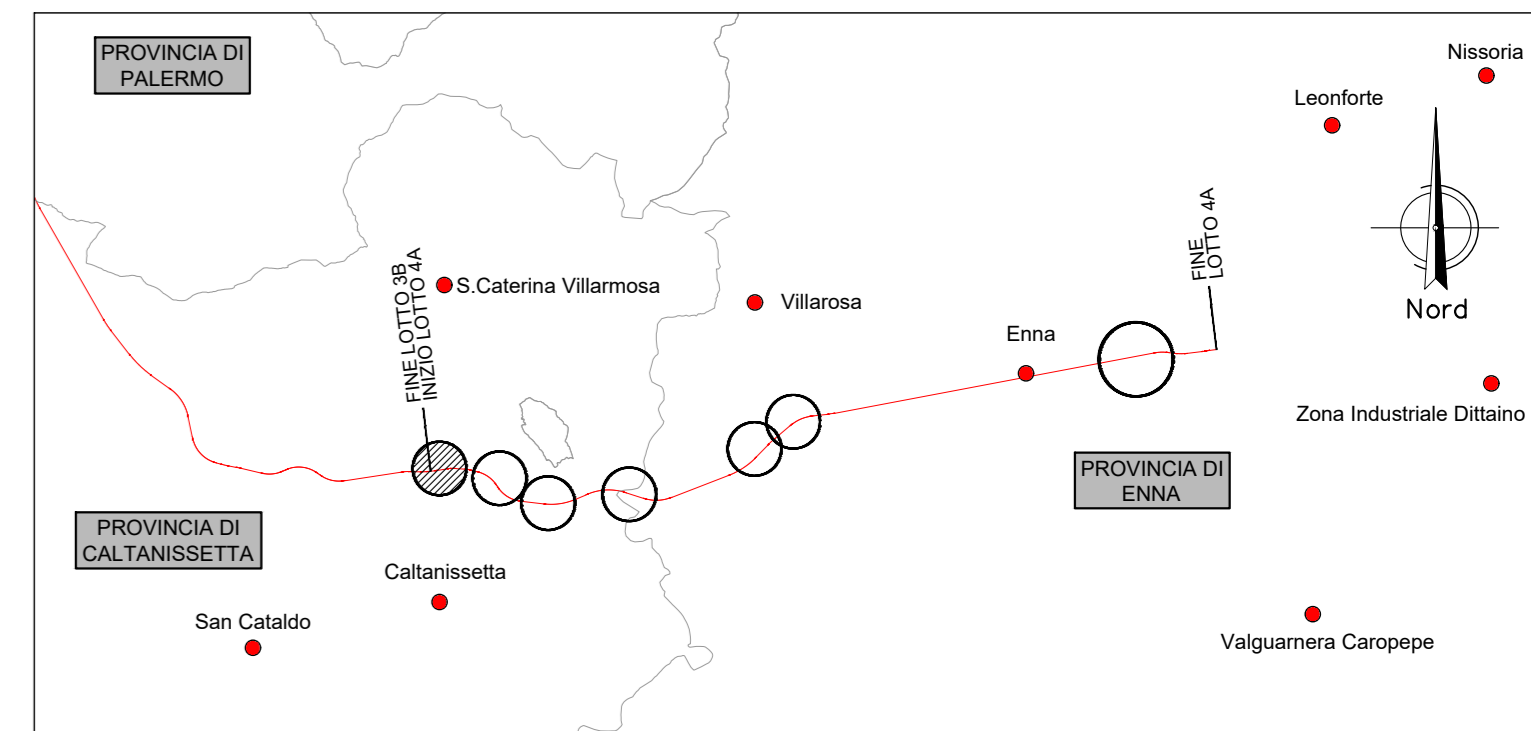 PROVINCIA DI
PALERMO
Nissoria
Leonforte
Nord
FINE
LOTTO 4A
FINE LOTTO 3B
INIZIO LOTTO 4A
S.Caterina Villarmosa
Villarosa
Enna
Zona Industriale Dittaino
PROVINCIA DI
ENNA
PROVINCIA DI
CALTANISSETTA
Caltanissetta
San Cataldo
Valguarnera Caropepe